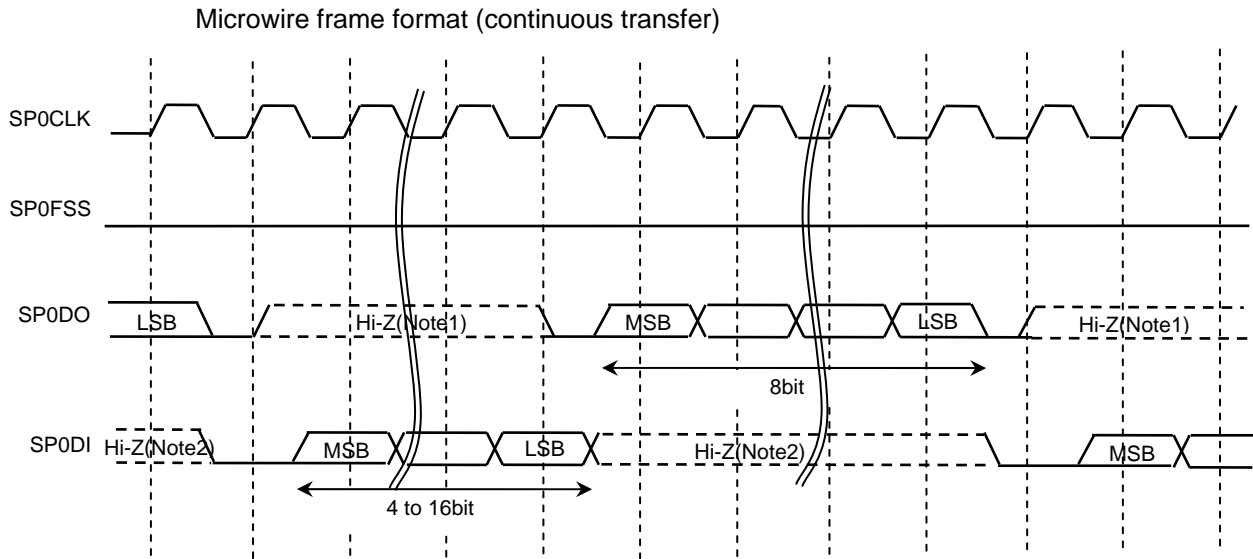 Microwire frame format (continuous transfer)
SP0CLK
SP0FSS
SP0DO
LSB
Hi-Z(Note1)
MSB
LSB
Hi-Z(Note1)
8bit
SP0DI
Hi-Z(Note2)
MSB
LSB
Hi-Z(Note2)
MSB
4 to 16bit